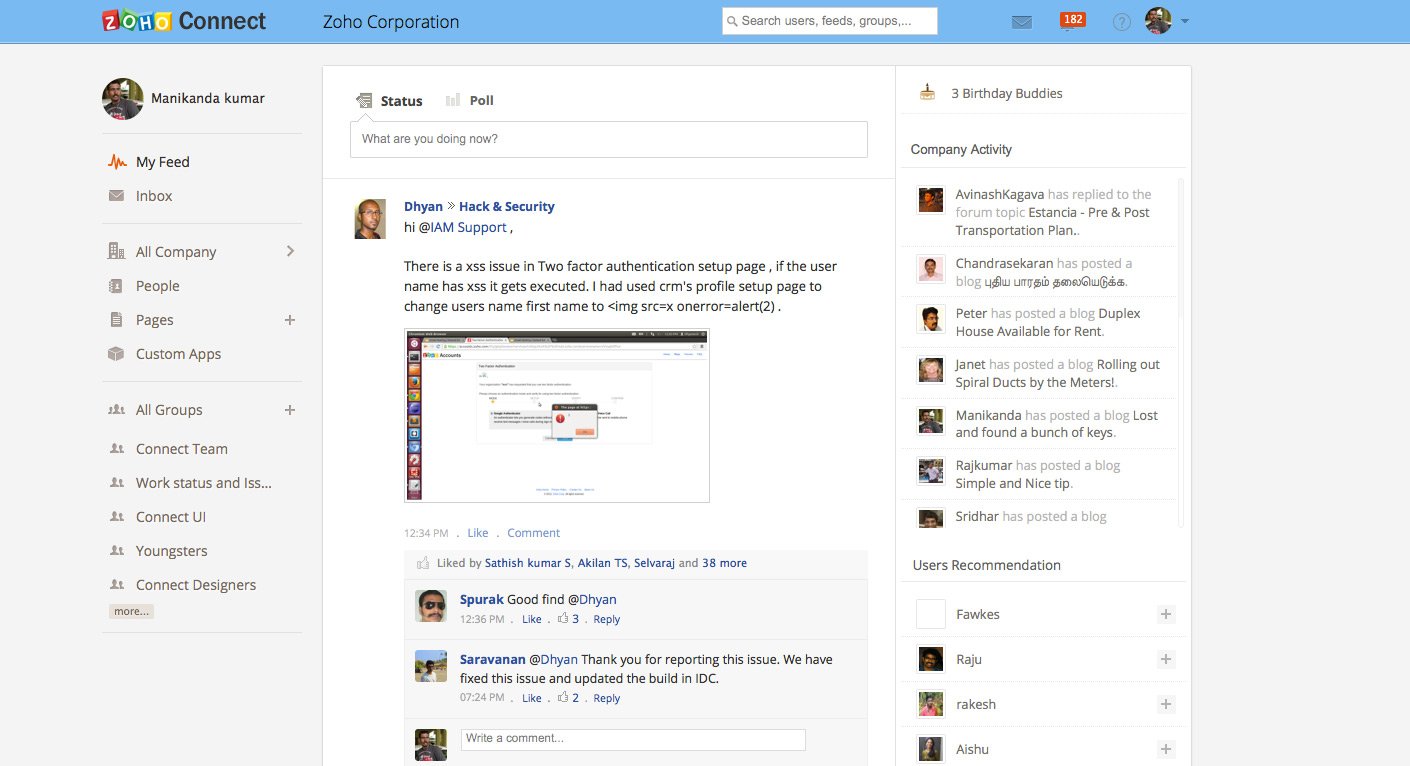 ZOHO Connect
Zoho Corporation
Search users, feeds, groups,...
182
?
Manikanda kumar
My Feed
Inbox
All Company
People
Pages
Custom Apps
All Groups
Connect Team
Work status and Iss...
Connect UI
Youngsters
Connect Designers
more...
Status
Poll
What are you doing now?
Dhyan » Hack & Security
hi @IAM Support ,
There is a xss issue in Two factor authentication setup page , if the user
name has xss it gets executed. I had used crm's profile setup page to
change users name first name to <img src=x onerror=alert(2) .
ZOHO Accounts
Two Factor Authentication
12:34 PM . Like . Comment
Liked by Sathish kumar S, Akilan TS, Selvaraj and 38 more
Spurak Good find @Dhyan
12:36 PM . Like . 3 . Reply
Saravanan @Dhyan Thank you for reporting this issue. We have
fixed this issue and updated the build in IDC.
07:24 PM . Like . 2 . Reply
Write a comment...
3 Birthday Buddies
Company Activity
AvinashKagava has replied to the
forum topic Estancia - Pre & Post
Transportation Plan..
Chandrasekaran has posted a
blog புதிய பாரதம் தலையெடுக்க.
Peter has posted a blog Duplex
House Available for Rent.
Janet has posted a blog Rolling out
Spiral Ducts by the Meters!.
Manikanda has posted a blog Lost
and found a bunch of keys.
Rajkumar has posted a blog
Simple and Nice tip.
Sridhar has posted a blog
Users Recommendation
Fawkes
Raju
rakesh
Aishu